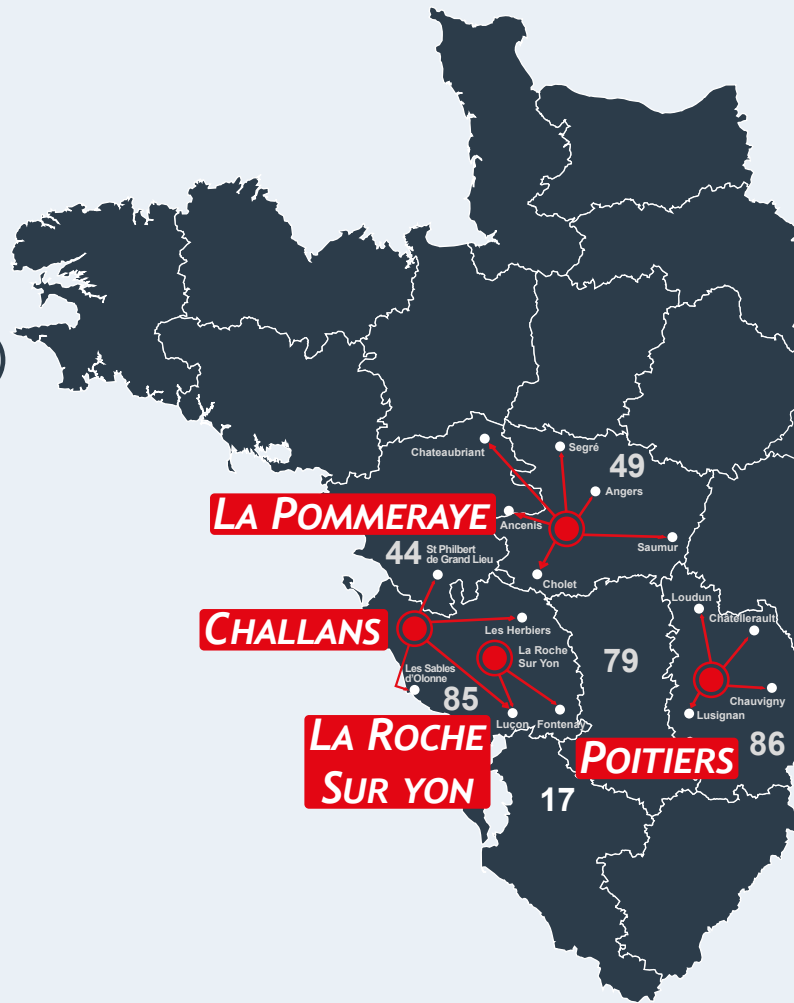 Chateaubriant
Segré
49
Angers
LA POMMERAYE
Ancenis
Saumur
44
St Philbert
de Grand Lieu
Cholet
Loudun
Châtellerault
CHALLANS
Les Herbiers
La Roche
Sur Yon
79
Les Sables
d'Olonne
85
Chauvigny
Luçon
Fontenay
Lusignan
LA ROCHE
SUR YON
POITIERS
86
17